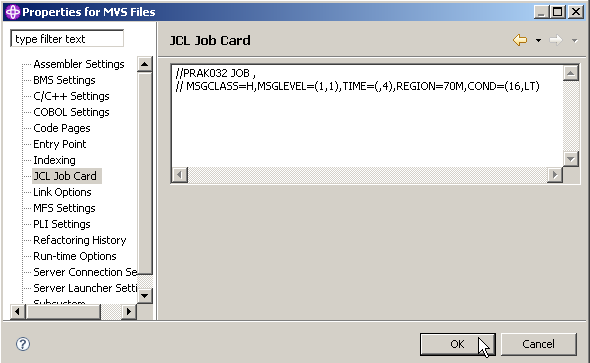 Properties for MVS Files
type filter text
JCL Job Card
Assembler Settings
BMS Settings
C/C++ Settings
COBOL Settings
Code Pages
Entry Point
Indexing
JCL Job Card
Link Options
MFS Settings
PLI Settings
Refactoring History
Run-time Options
Server Connection Se
Server Launcher Setti
Subsystem
//PRAK032 JOB ,
// MSGCLASS=H,MSGLEVEL=(1,1),TIME=(,4),REGION=70M,COND=(16,LT)
?
OK
Cancel